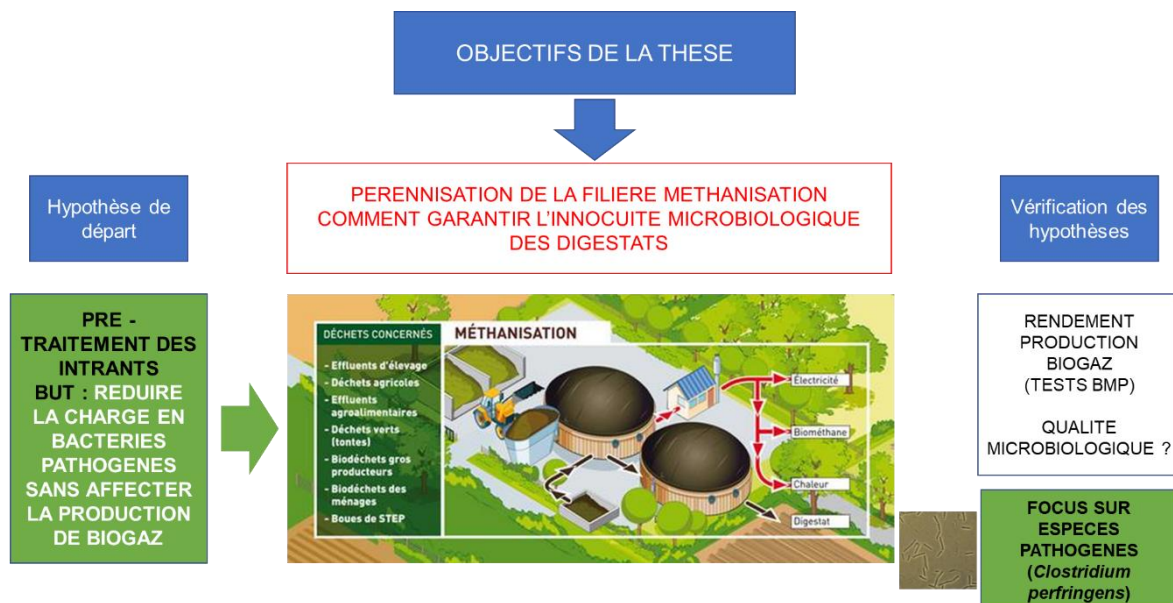 OBJECTIFS DE LA THESE
Hypothèse de
départ
PERENNISATION DE LA FILIERE METHANISATION
COMMENT GARANTIR L'INNOCUITE MICROBIOLOGIQUE
DES DIGESTATS
Vérification des
hypothèses
PRE -
TRAITEMENT DES
INTRANTS
BUT : REDUIRE
LA CHARGE EN
BACTERIES
PATHOGENES
SANS AFFECTER
LA PRODUCTION
DE BIOGAZ
DÉCHETS CONCERNÉS
- Effluents d'élevage
- Déchets agricoles
- Effluents
agroalimentaires
- Déchets verts
(tontes)
- Biodéchets gros
producteurs
- Biodéchets des
ménages
- Boues de STEP
MÉTHANISATION
Électricité
Biométhane
Chaleur
Digestat
RENDEMENT
PRODUCTION
BIOGAZ
(TESTS BMP)
QUALITE
MICROBIOLOGIQUE ?
FOCUS SUR
ESPECES
PATHOGENES
(Clostridium
perfringens)